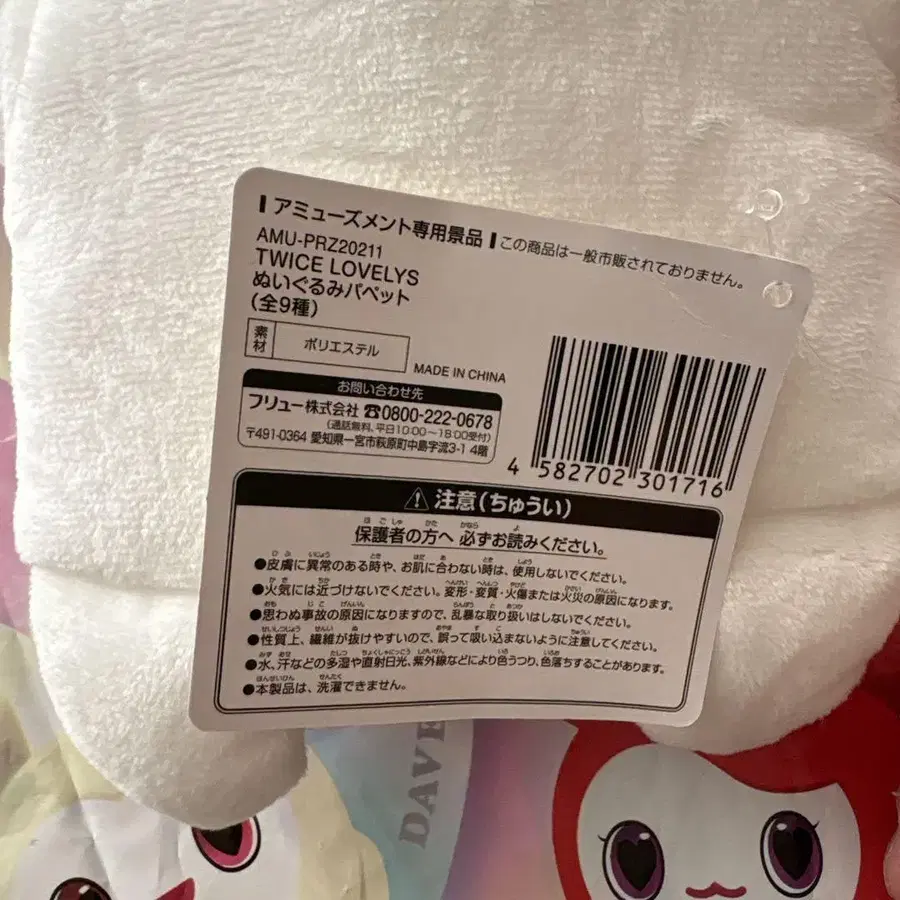 アミューズメント専用景品 この商品は一般市販されておりません。
AMU-PRZ20211
TWICE LOVELYS
ぬいぐるみパペット
(全9種)
素材 ポリエステル
MADE IN CHINA
お問い合わせ先
フリュー株式会社 ☎0800-222-0678
(通話無料、平日10:00~18:00受付)
〒491-0364 愛知県一宮市萩原町中島字流3-1 4階
4 582702 301716
⚠ 注意(ちゅうい)
保護者の方へ 必ずお読みください。
●皮膚に異常のある時や、お肌に合わない時は、使用しないでください。
●火気には近づけないでください。変形・変質・火傷または火災の原因になります。
●思わぬ事故の原因になりますので、乱暴な取り扱いはしないでください。
●性質上、繊維が抜けやすいので、誤って吸い込まないように注意してください。
●水、汗などの多湿や直射日光、紫外線などにより色うつり、色落ちすることがあります。
●本製品は、洗濯できません。
DAVE